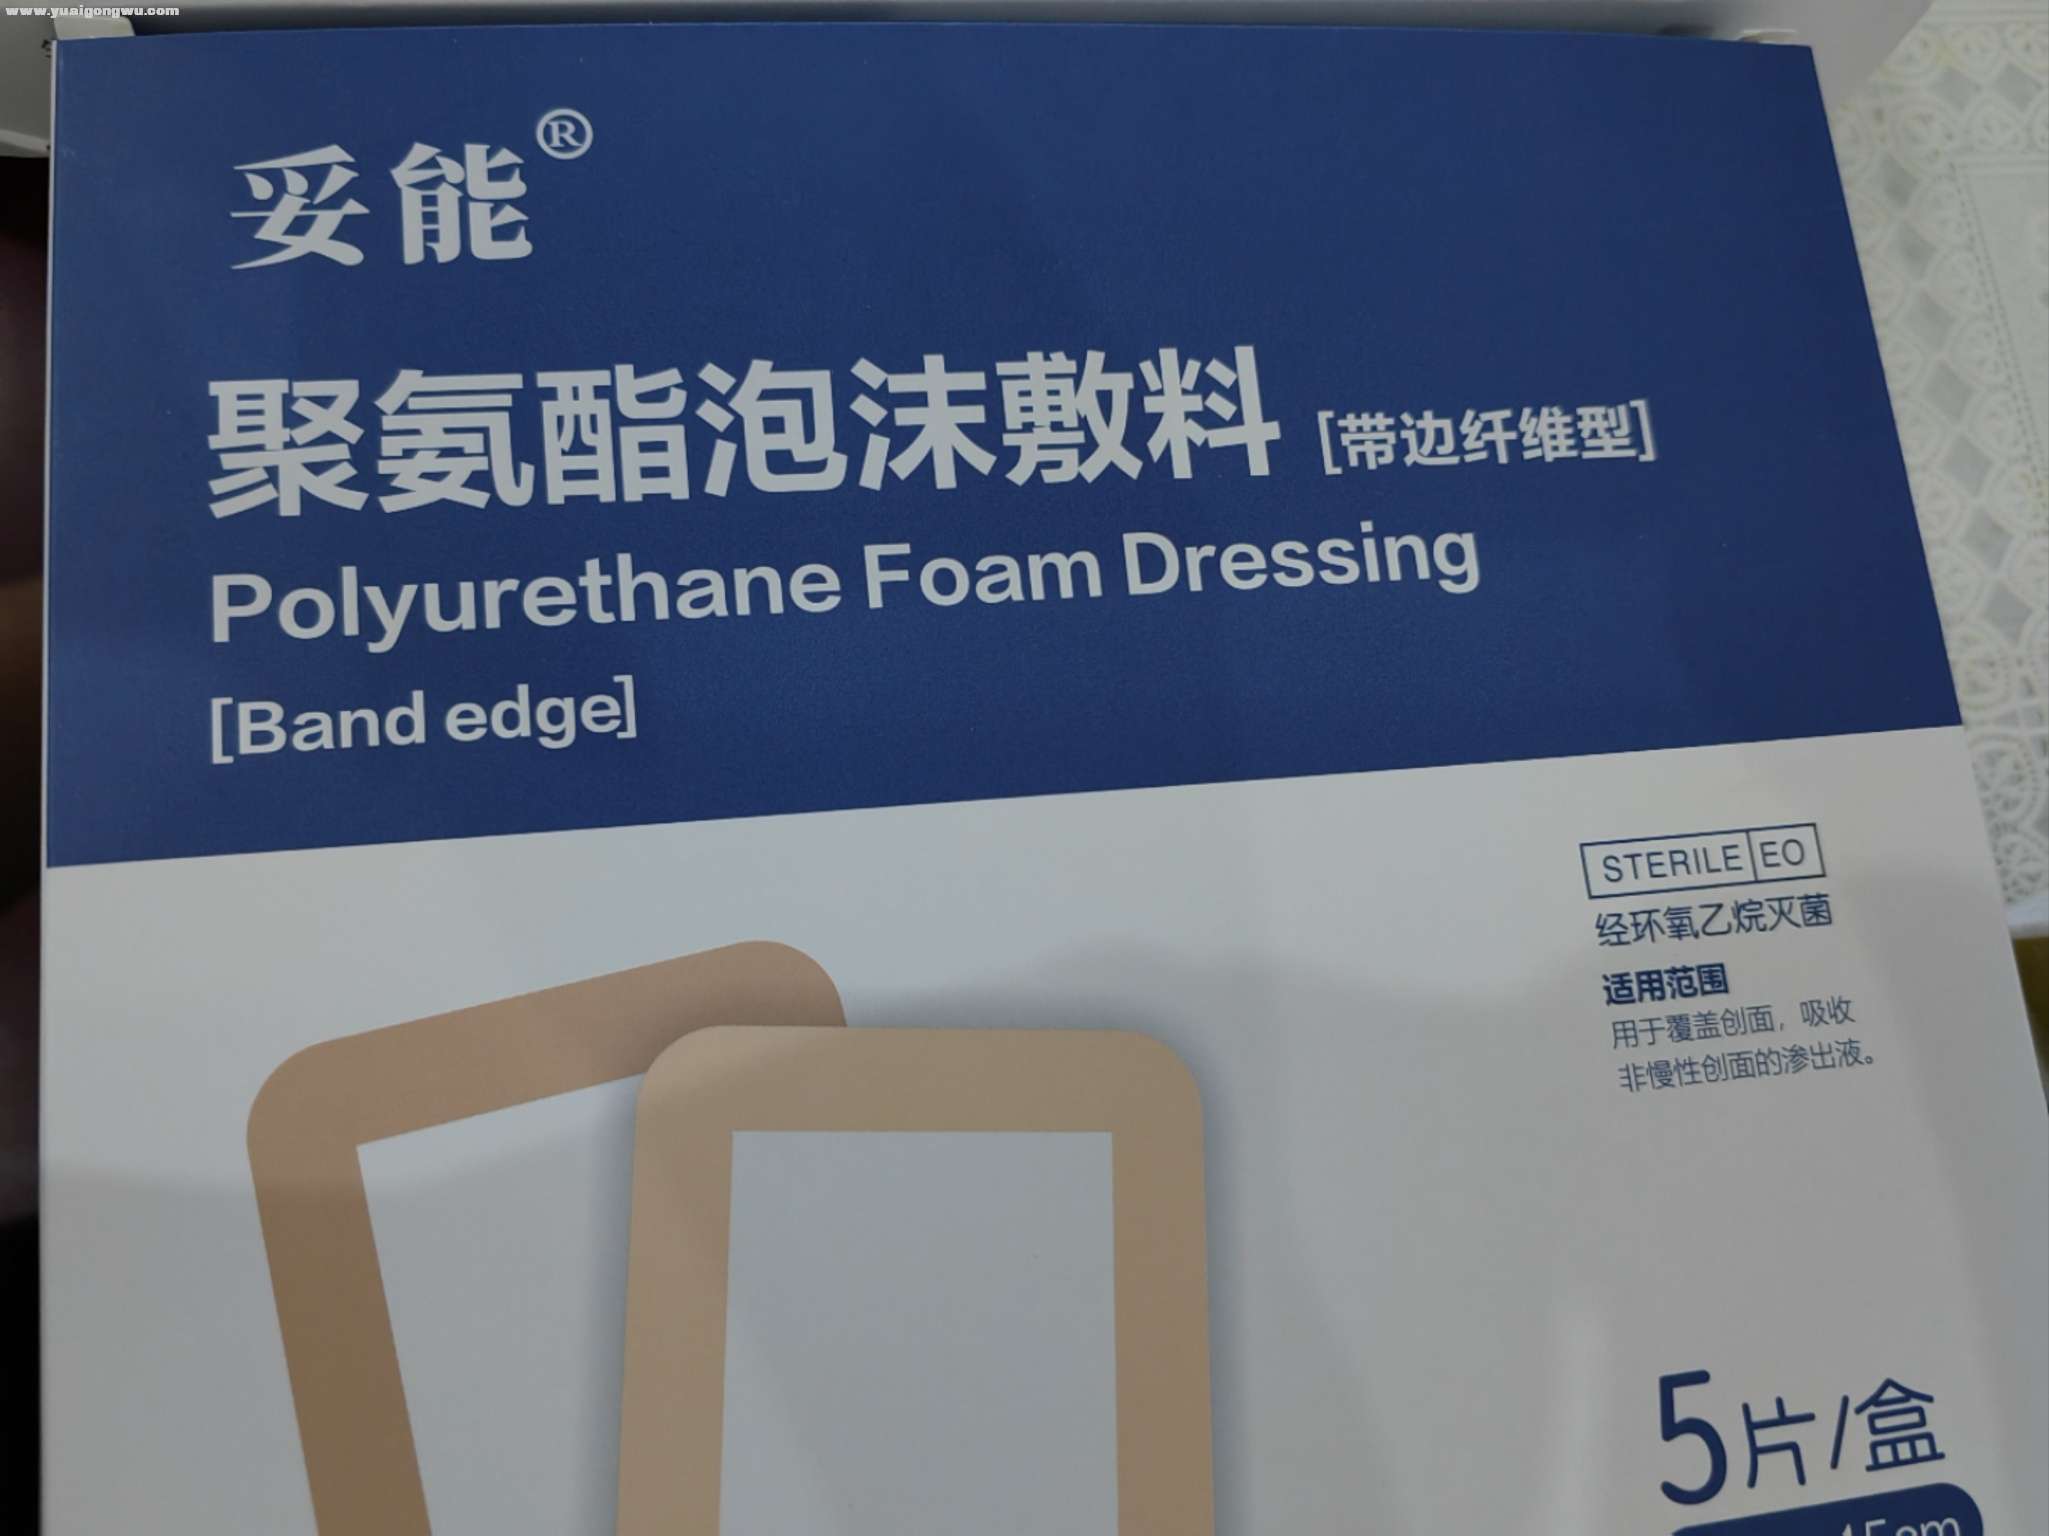 www.yuaigongwu.com
妥能®
聚氨酯泡沫敷料 [带边纤维型]
Polyurethane Foam Dressing
[Band edge]
STERILE EO
经环氧乙烷灭菌
适用范围
用于覆盖创面，吸收
非慢性创面的渗出液。
5片/盒
15cm